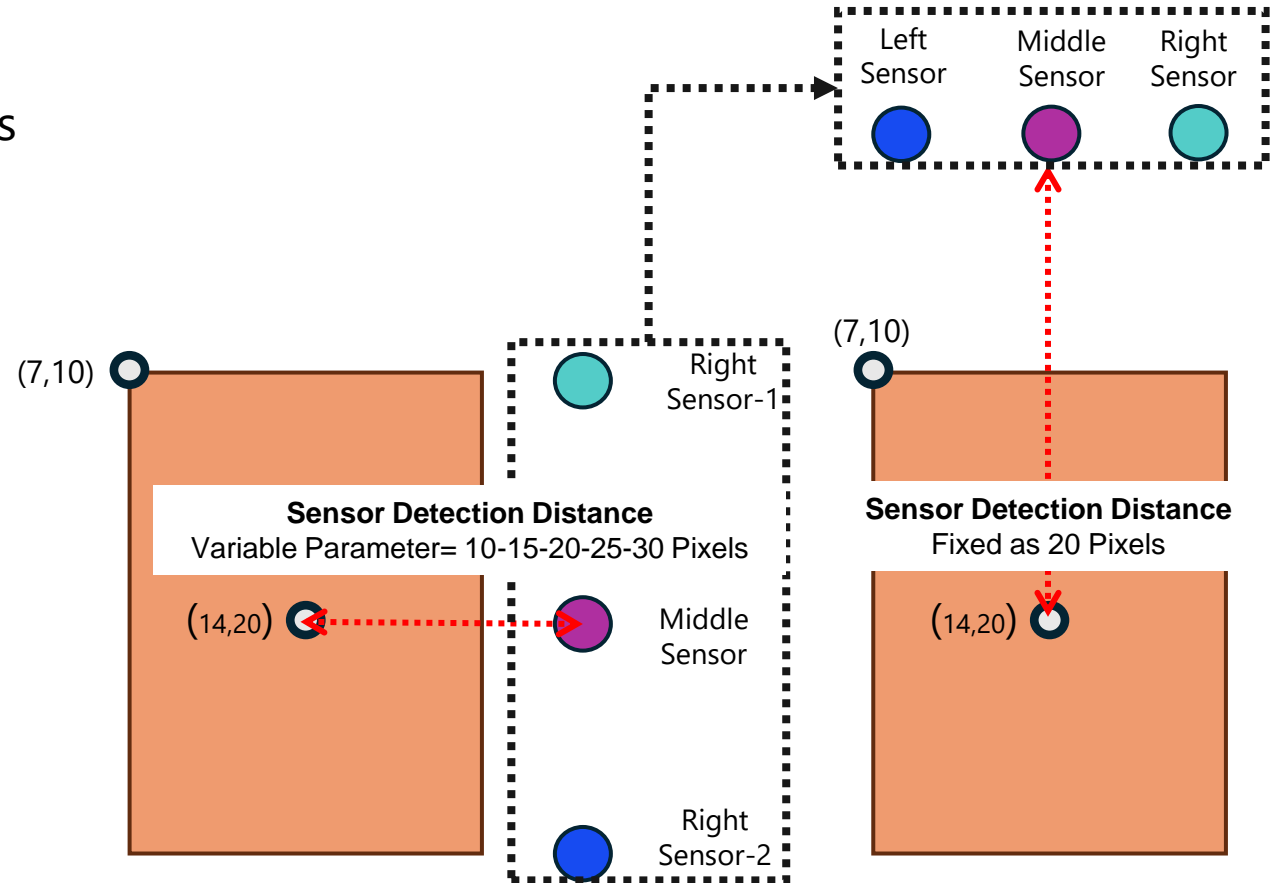 s
Left
Sensor
Middle
Sensor
Right
Sensor
(7,10)
Right
Sensor-1
Sensor Detection Distance
Variable Parameter= 10-15-20-25-30 Pixels
(14,20)
Middle
Sensor
Right
Sensor-2
(7,10)
Sensor Detection Distance
Fixed as 20 Pixels
(14,20)